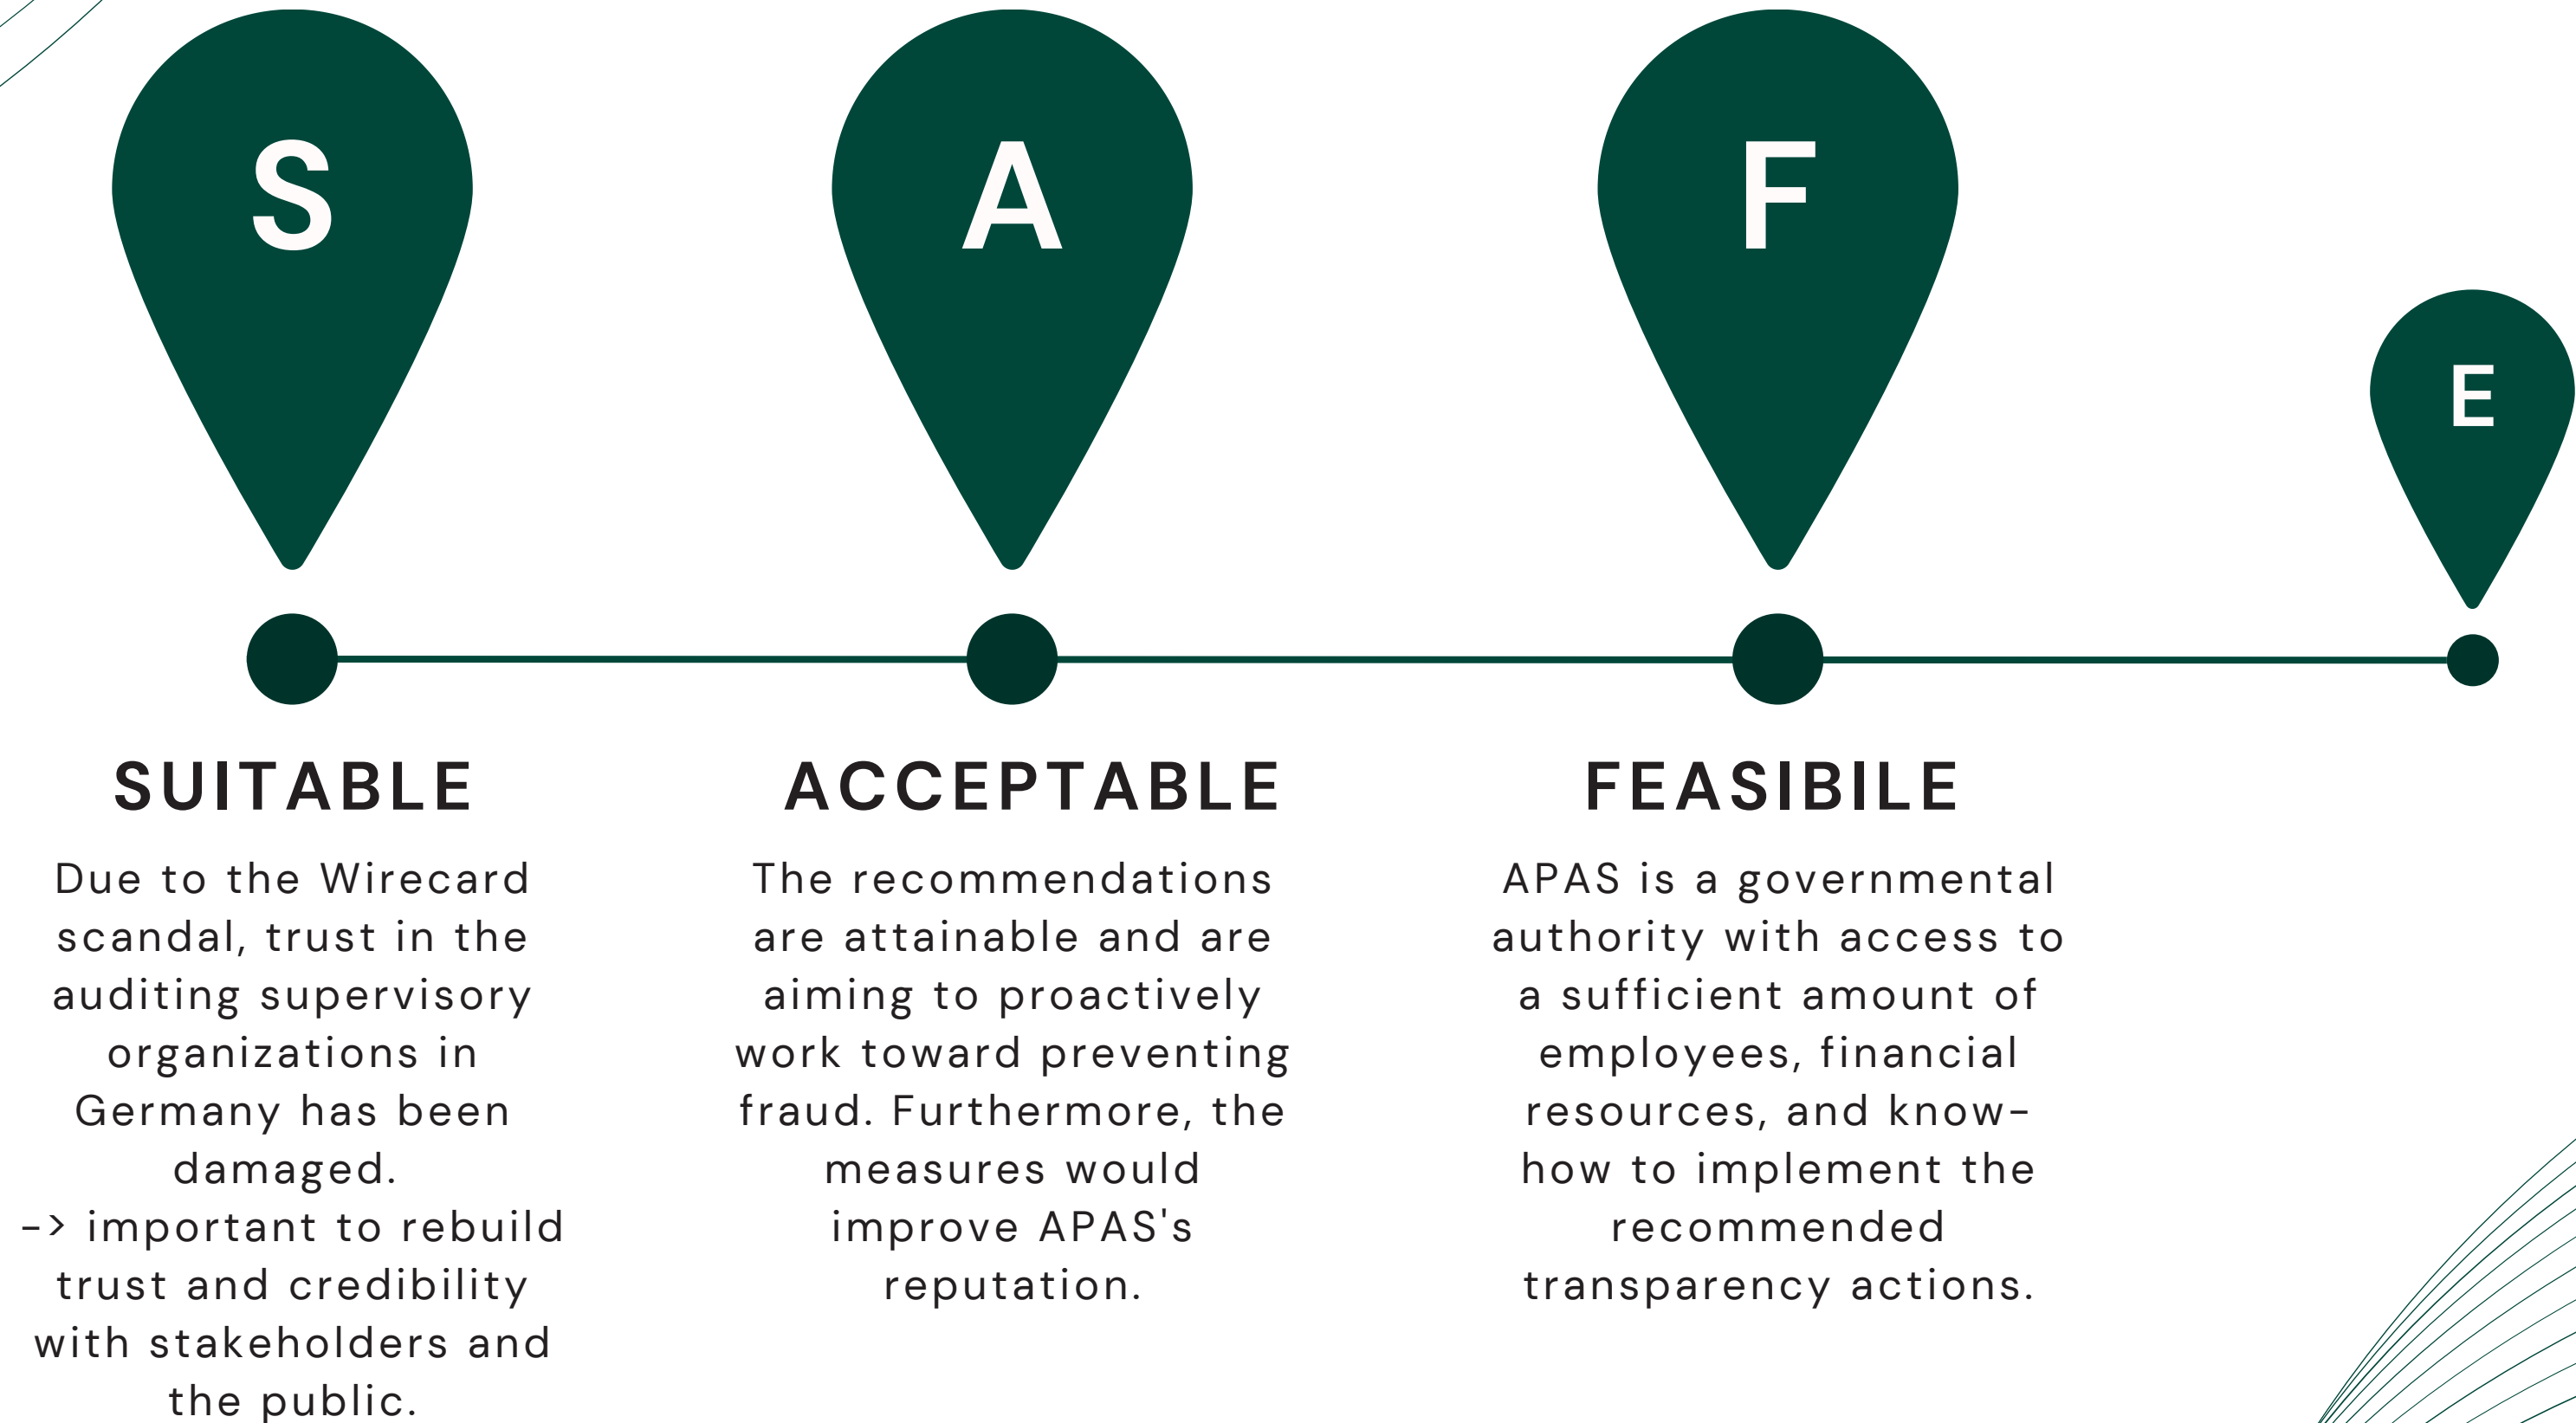 S
A
F
E
SUITABLE
Due to the Wirecard
scandal, trust in the
auditing supervisory
organizations in
Germany has been
damaged.
-> important to rebuild
trust and credibility
with stakeholders and
the public.
ACCEPTABLE
The recommendations
are attainable and are
aiming to proactively
work toward preventing
fraud. Furthermore, the
measures would
improve APAS's
reputation.
FEASIBILE
APAS is a governmental
authority with access to
a sufficient amount of
employees, financial
resources, and know-
how to implement the
recommended
transparency actions.